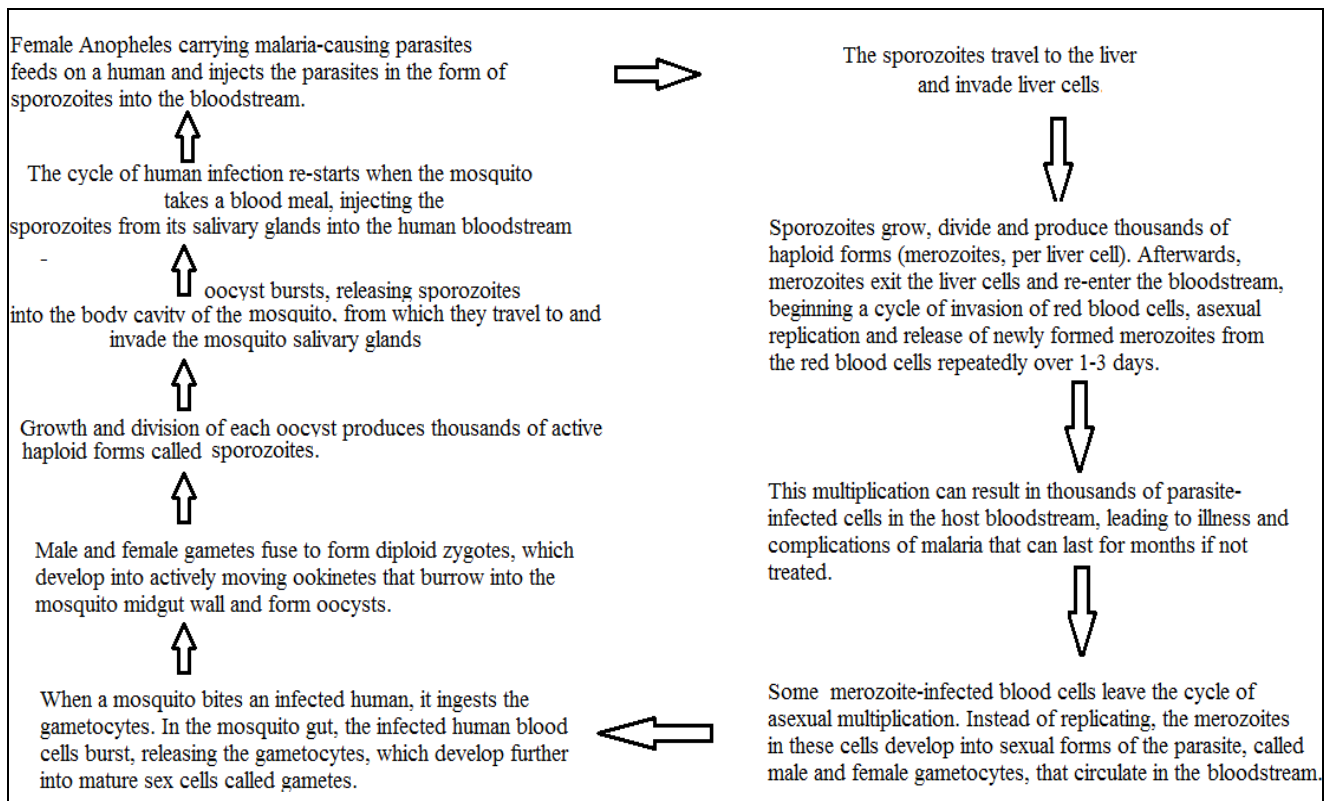 Female Anopheles carrying malaria-causing parasites
feeds on a human and injects the parasites in the form of
sporozoites into the bloodstream.
The sporozoites travel to the liver
and invade liver cells
Sporozoites grow, divide and produce thousands of
haploid forms (merozoites, per liver cell). Afterwards,
merozoites exit the liver cells and re-enter the bloodstream,
beginning a cycle of invasion of red blood cells, asexual
replication and release of newly formed merozoites from
the red blood cells repeatedly over 1-3 days.
This multiplication can result in thousands of parasite-
infected cells in the host bloodstream, leading to illness and
complications of malaria that can last for months if not
treated.
Some merozoite-infected blood cells leave the cycle of
asexual multiplication. Instead of replicating, the merozoites
in these cells develop into sexual forms of the parasite, called
male and female gametocytes, that circulate in the bloodstream.
When a mosquito bites an infected human, it ingests the
gametocytes. In the mosquito gut, the infected human blood
cells burst, releasing the gametocytes, which develop further
into mature sex cells called gametes.
Male and female gametes fuse to form diploid zygotes, which
develop into actively moving ookinetes that burrow into the
mosquito midgut wall and form oocysts.
Growth and division of each oocyst produces thousands of active
haploid forms called sporozoites.
oocyst bursts, releasing sporozoites
into the body cavity of the mosquito, from which they travel to and
invade the mosquito salivary glands
The cycle of human infection re-starts when the mosquito
takes a blood meal, injecting the
sporozoites from its salivary glands into the human bloodstream